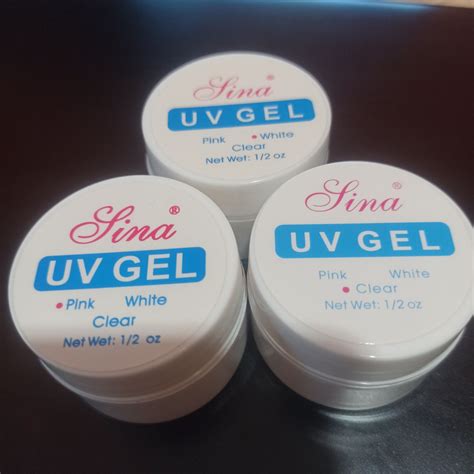 Sina®
UV GEL
Pink • White
Clear
Net Wet: 1/2 oz
Sina®
UV GEL
• Pink White
Clear
Net Wet: 1/2 oz
Sina®
UV GEL
Pink White
• Clear
Net Wet: 1/2 oz